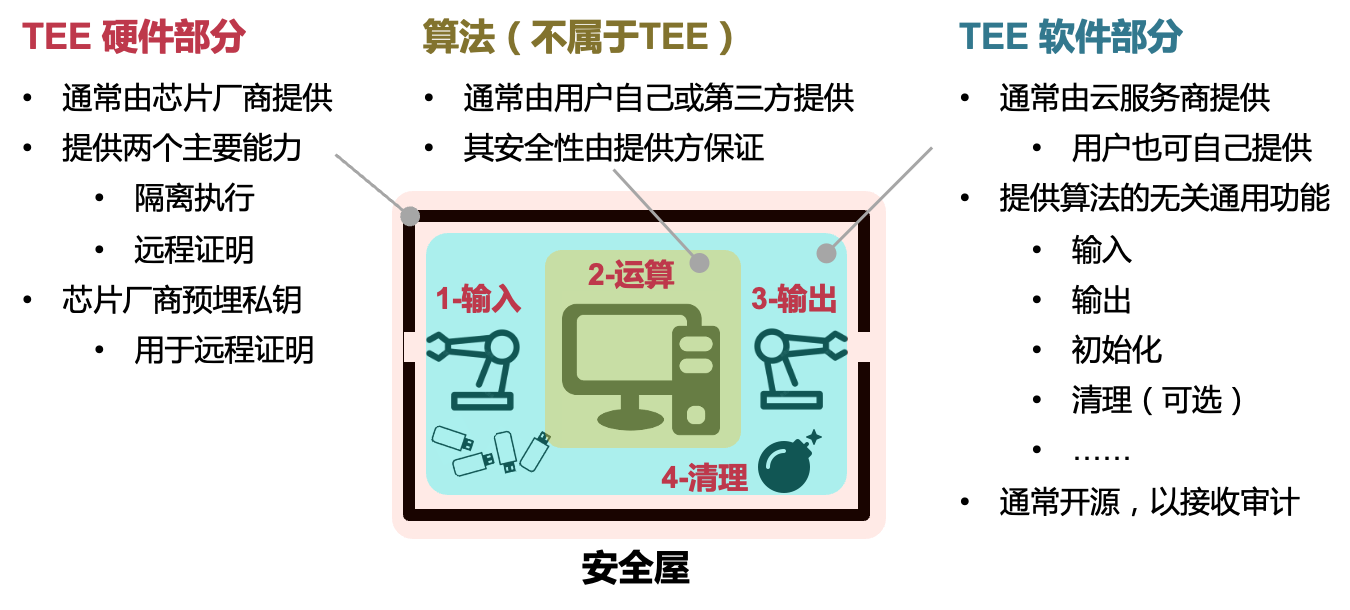 TEE 硬件部分
• 通常由芯片厂商提供
• 提供两个主要能力
• 隔离执行
• 远程证明
• 芯片厂商预埋私钥
• 用于远程证明
算法（不属于TEE）
• 通常由用户自己或第三方提供
• 其安全性由提供方保证
TEE 软件部分
• 通常由云服务商提供
• 用户也可自己提供
• 提供算法的无关通用功能
• 输入
• 输出
• 初始化
• 清理（可选）
• ……
• 通常开源，以接收审计
1-输入
2-运算
3-输出
4-清理
安全屋